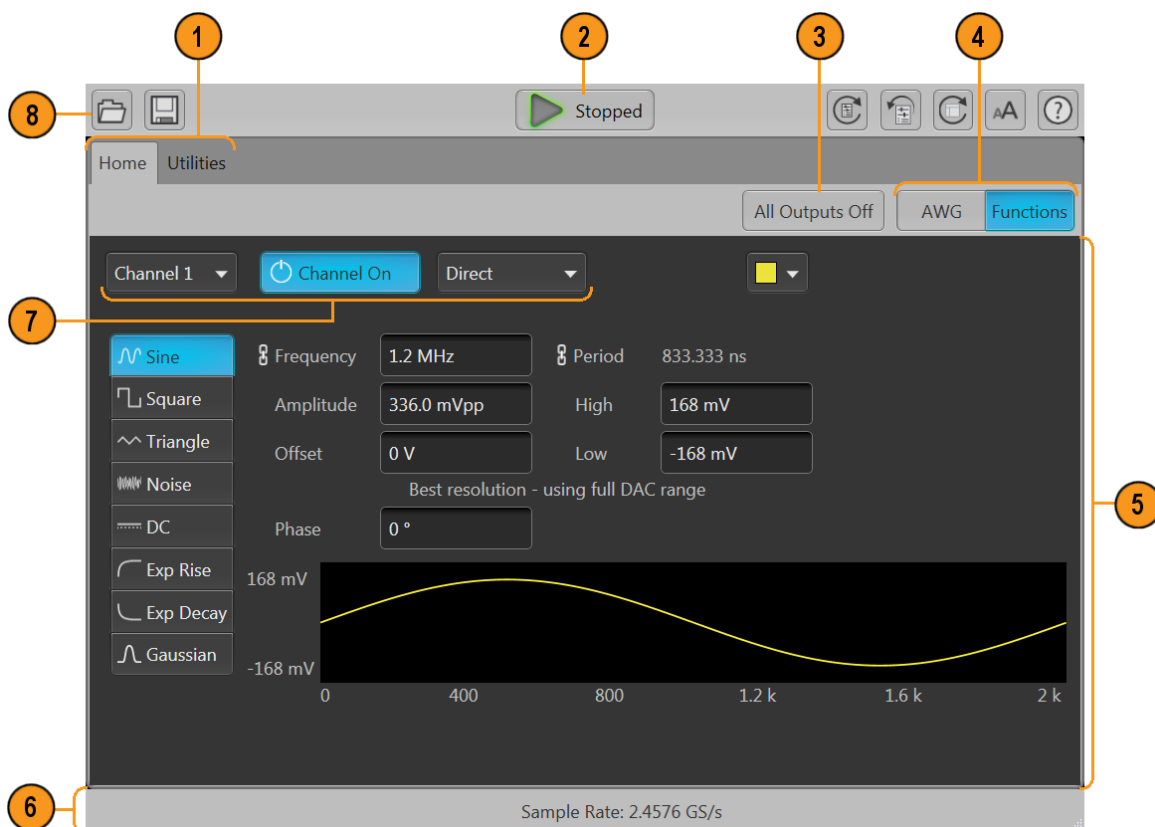 1 2 3 4
8 Stopped AA ?
Home Utilities
All Outputs Off AWG Functions
Channel 1 Channel On Direct
7
Sine Frequency 1.2 MHz Period 833.333 ns
Square Amplitude 336.0 mVpp High 168 mV
Triangle Offset 0 V Low -168 mV
Noise Best resolution - using full DAC range
5
DC Phase 0 °
Exp Rise 168 mV
Exp Decay
Gaussian -168 mV
0 400 800 1.2 k 1.6 k 2 k
6 Sample Rate: 2.4576 GS/s